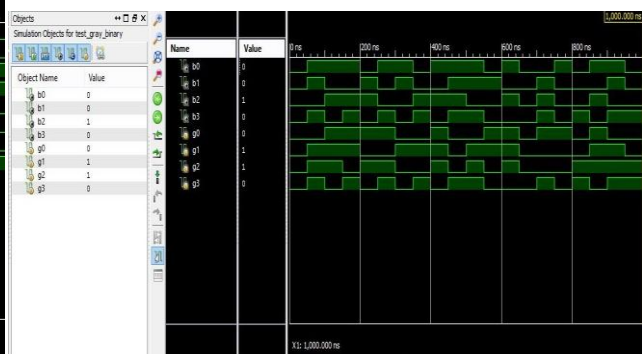 Objects
Simulation Objects for test_gray_binary
Object Name Value
b0 0
b1 0
b2 1
b3 0
g0 0
g1 1
g2 1
g3 0
Name Value
b0 0
b1 0
b2 1
b3 0
g0 0
g1 1
g2 1
g3 0
1,000.000 ns
0 ns 200 ns 400 ns 600 ns 800 ns
X1: 1,000.000 ns